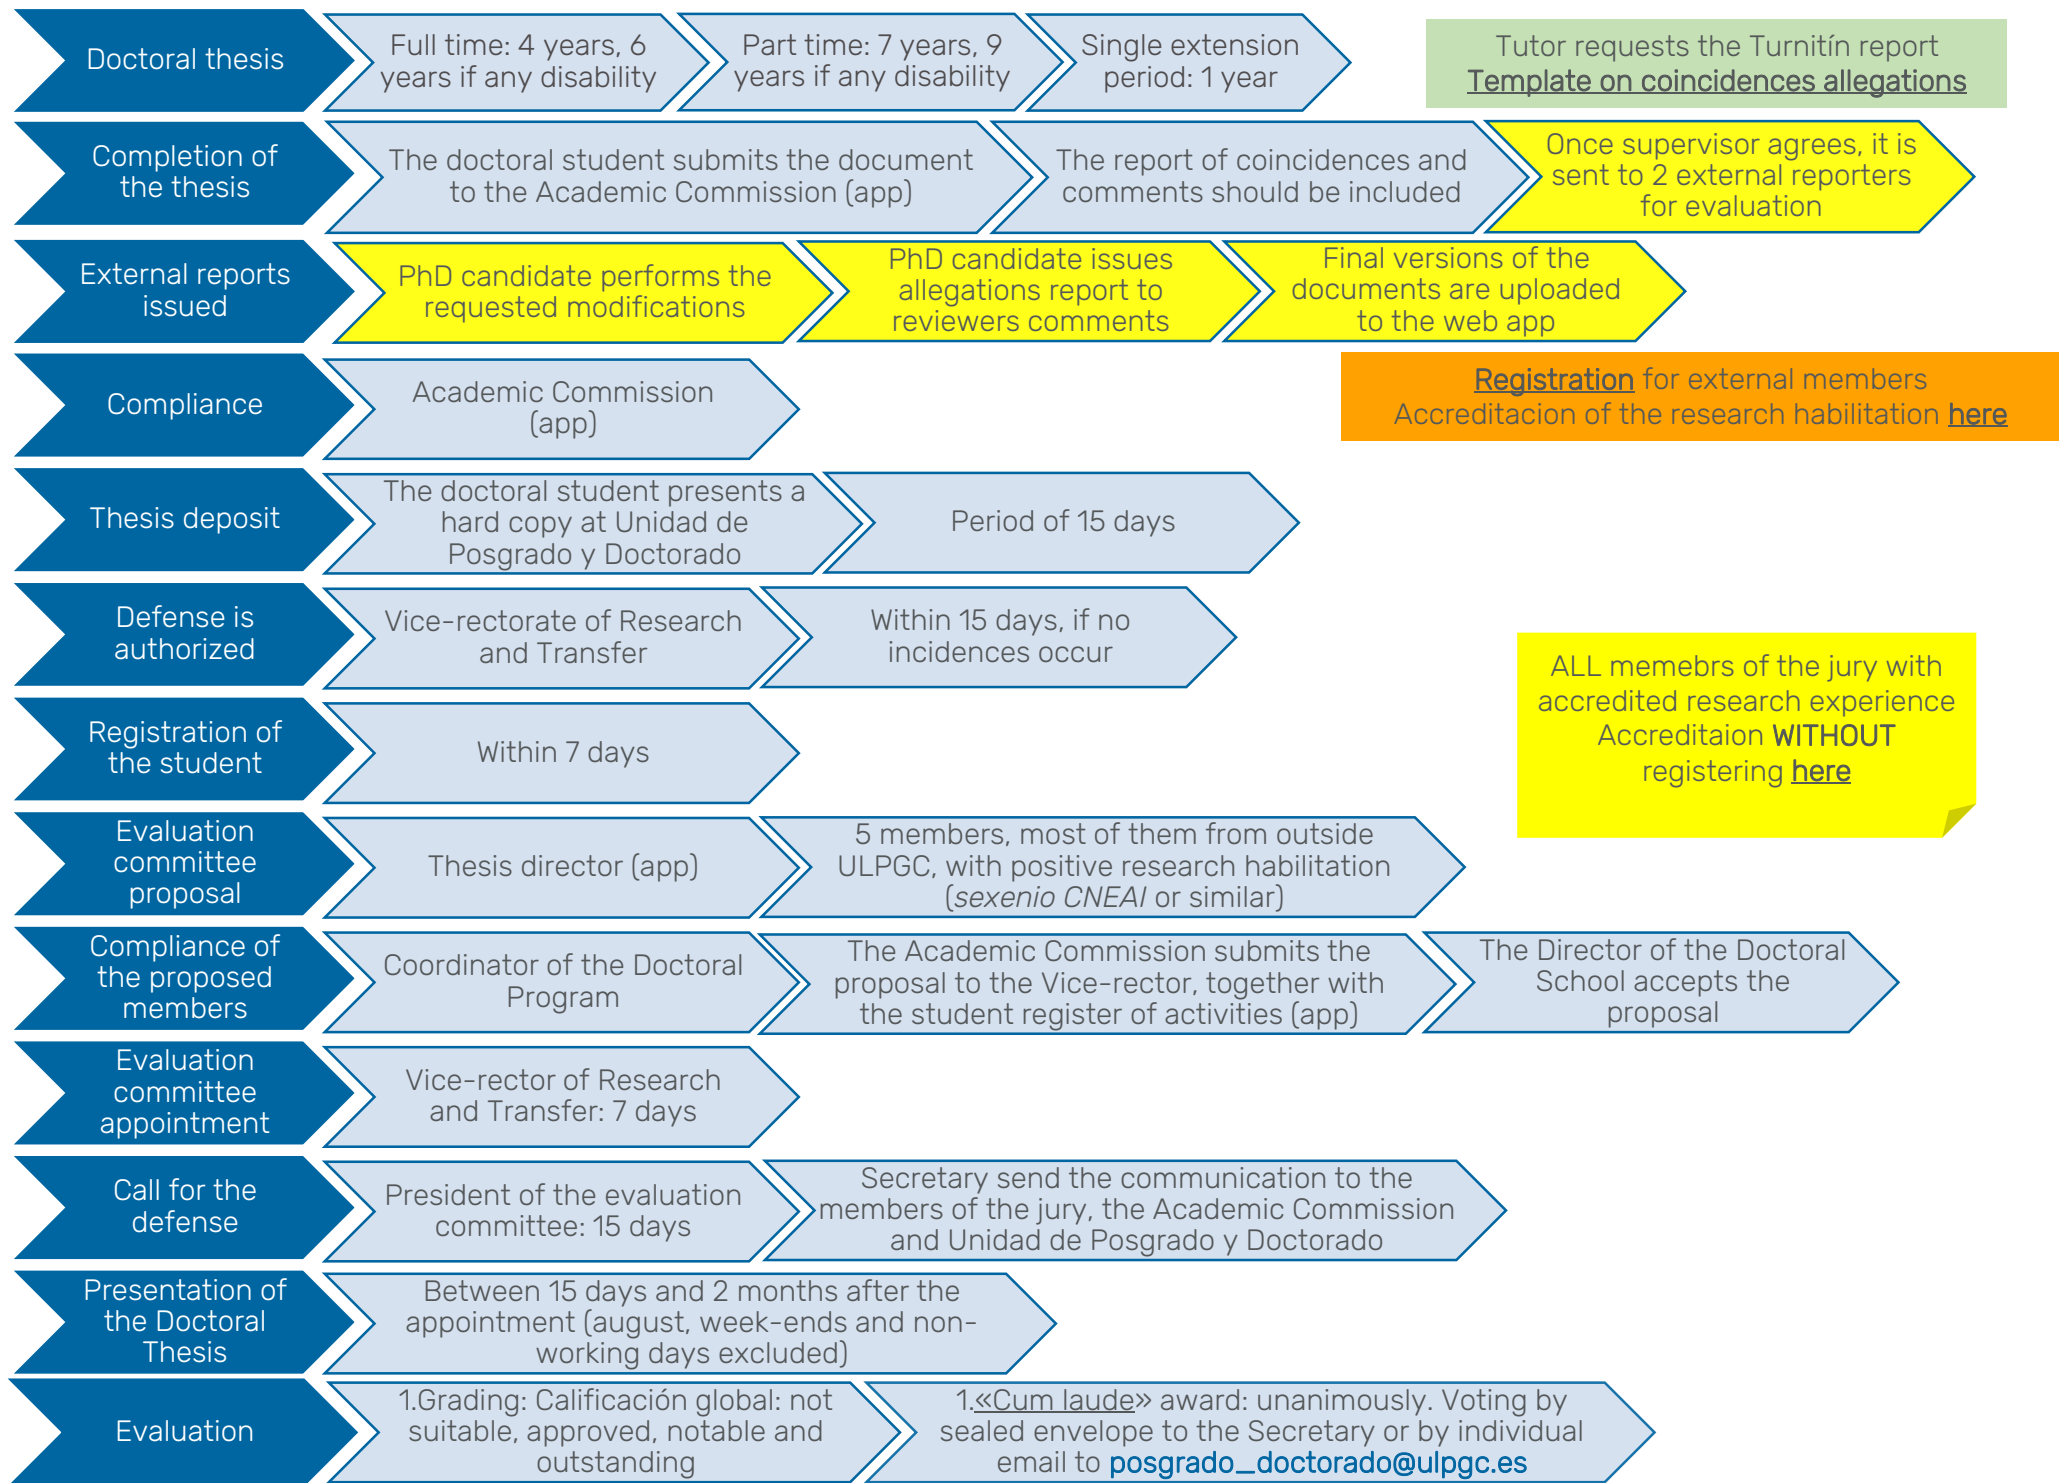 Doctoral thesis
Full time: 4 years, 6
years if any disability
Part time: 7 years, 9
years if any disability
Single extension
period: 1 year
Tutor requests the Turnitín report
Template on coincidences allegations
Completion of
the thesis
The doctoral student submits the document
to the Academic Commission (app)
The report of coincidences and
comments should be included
Once supervisor agrees, it is
sent to 2 external reporters
for evaluation
External reports
issued
PhD candidate performs the
requested modifications
PhD candidate issues
allegations report to
reviewers comments
Final versions of the
documents are uploaded
to the web app
Compliance
Academic Commission
(app)
Registration for external members
Accreditacion of the research habilitation here
Thesis deposit
The doctoral student presents a
hard copy at Unidad de
Posgrado y Doctorado
Period of 15 days
Defense is
authorized
Vice-rectorate of Research
and Transfer
Within 15 days, if no
incidences occur
ALL memebrs of the jury with
accredited research experience
Accreditaion WITHOUT
registering here
Registration of
the student
Within 7 days
Evaluation
committee
proposal
Thesis director (app)
5 members, most of them from outside
ULPGC, with positive research habilitation
(sexenio CNEAI or similar)
Compliance of
the proposed
members
Coordinator of the Doctoral
Program
The Academic Commission submits the
proposal to the Vice-rector, together with
the student register of activities (app)
The Director of the Doctoral
School accepts the
proposal
Evaluation
committee
appointment
Vice-rector of Research
and Transfer: 7 days
Call for the
defense
President of the evaluation
committee: 15 days
Secretary send the communication to the
members of the jury, the Academic Commission
and Unidad de Posgrado y Doctorado
Presentation of
the Doctoral
Thesis
Between 15 days and 2 months after the
appointment (august, week-ends and non-
working days excluded)
Evaluation
1.Grading: Calificación global: not
suitable, approved, notable and
outstanding
1.«Cum laude» award: unanimously. Voting by
sealed envelope to the Secretary or by individual
email to posgrado_doctorado@ulpgc.es